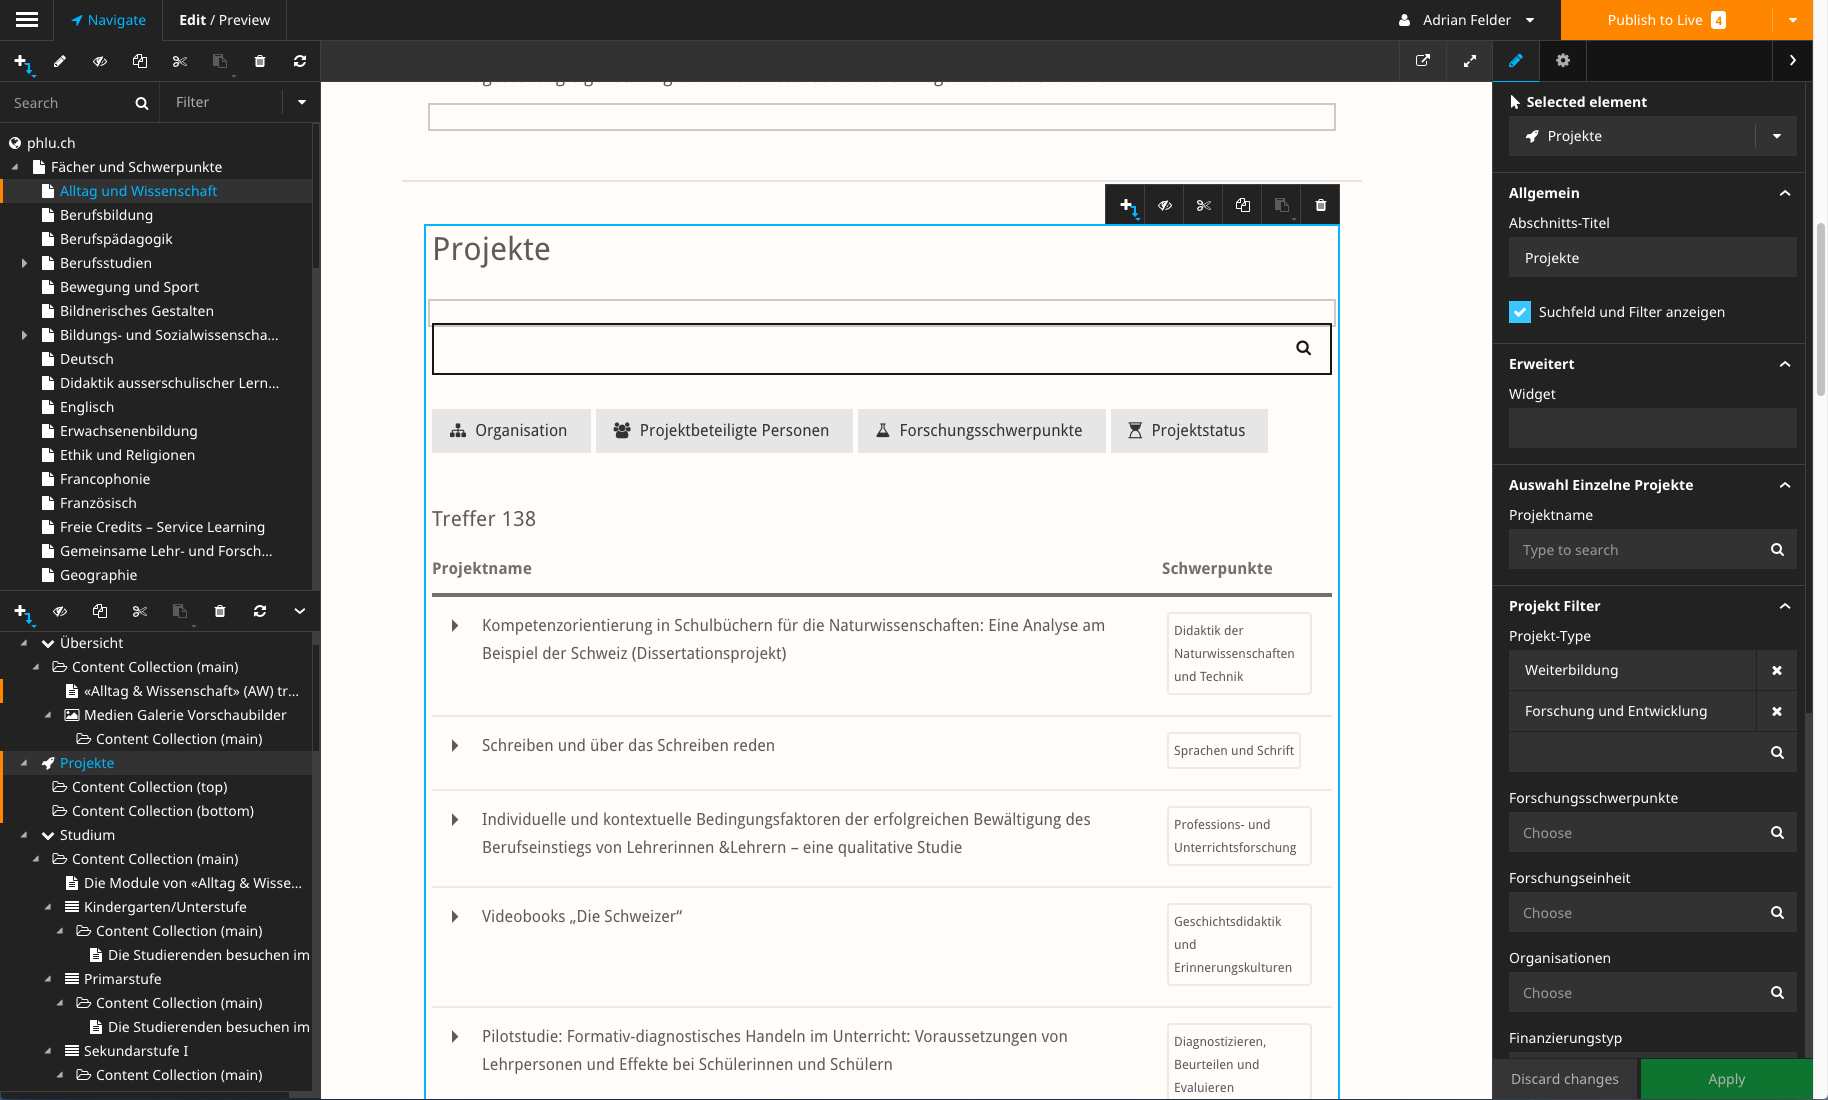 Navigate
Edit / Preview
Adrian Felder
Publish to Live 4
Search
Filter
phlu.ch
Fächer und Schwerpunkte
Alltag und Wissenschaft
Berufsbildung
Berufspädagogik
Berufsstudien
Bewegung und Sport
Bildnerisches Gestalten
Bildungs- und Sozialwissenscha...
Deutsch
Didaktik ausserschulischer Lern...
Englisch
Erwachsenenbildung
Ethik und Religionen
Francophonie
Französisch
Freie Credits – Service Learning
Gemeinsame Lehr- und Forsch...
Geographie
Übersicht
Content Collection (main)
«Alltag & Wissenschaft» (AW) tr...
Medien Galerie Vorschaubilder
Content Collection (main)
Projekte
Content Collection (top)
Content Collection (bottom)
Studium
Content Collection (main)
Die Module von «Alltag & Wisse...
Kindergarten/Unterstufe
Content Collection (main)
Die Studierenden besuchen im
Primarstufe
Content Collection (main)
Die Studierenden besuchen im
Sekundarstufe I
Content Collection (main)
Projekte
Organisation
Projektbeteiligte Personen
Forschungsschwerpunkte
Projektstatus
Treffer 138
Projektname
Schwerpunkte
Kompetenzorientierung in Schulbüchern für die Naturwissenschaften: Eine Analyse am
Beispiel der Schweiz (Dissertationsprojekt)
Didaktik der
Naturwissenschaften
und Technik
Schreiben und über das Schreiben reden
Sprachen und Schrift
Individuelle und kontextuelle Bedingungsfaktoren der erfolgreichen Bewältigung des
Berufseinstiegs von Lehrerinnen &Lehrern – eine qualitative Studie
Professions- und
Unterrichtsforschung
Videobooks „Die Schweizer“
Geschichtsdidaktik
und
Erinnerungskulturen
Pilotstudie: Formativ-diagnostisches Handeln im Unterricht: Voraussetzungen von
Lehrpersonen und Effekte bei Schülerinnen und Schülern
Diagnostizieren,
Beurteilen und
Evaluieren
Selected element
Projekte
Allgemein
Abschnitts-Titel
Projekte
Suchfeld und Filter anzeigen
Erweitert
Widget
Auswahl Einzelne Projekte
Projektname
Type to search
Projekt Filter
Projekt-Type
Weiterbildung
Forschung und Entwicklung
Forschungsschwerpunkte
Choose
Forschungseinheit
Choose
Organisationen
Choose
Finanzierungstyp
Discard changes
Apply